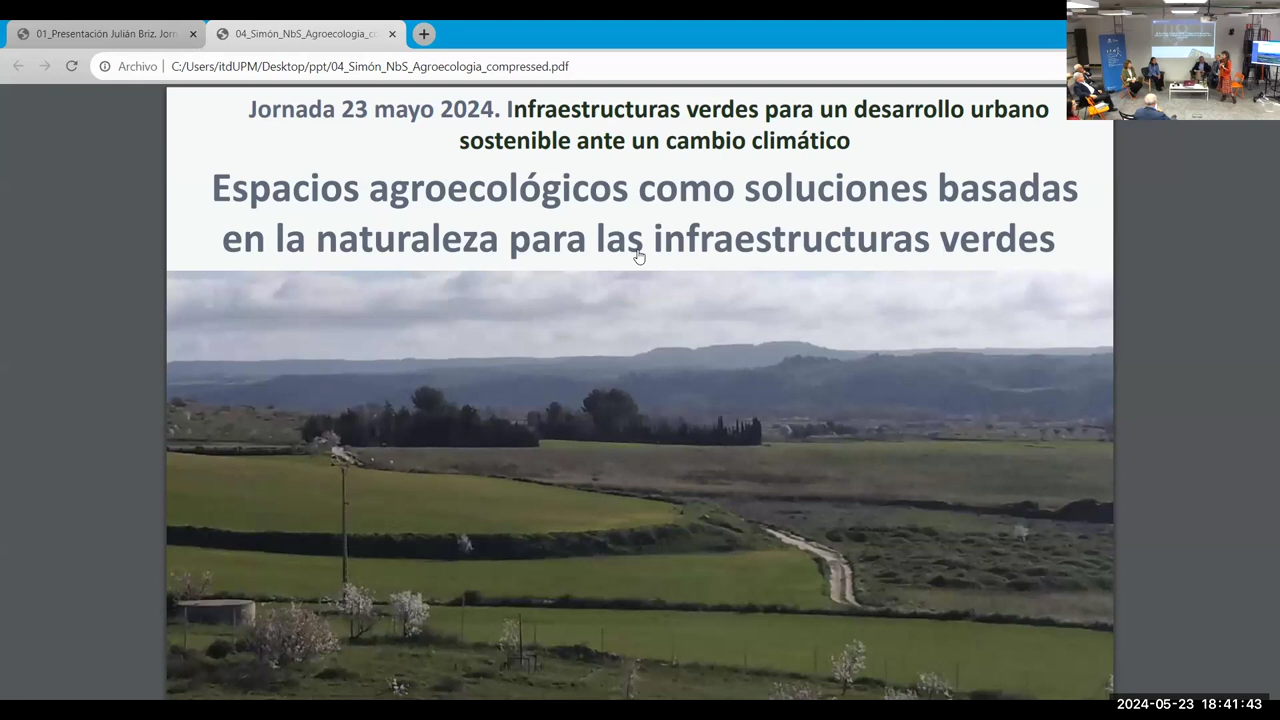 01_Presentación Julián Briz, Jorn
04_Simón_NbS_Agroecologia_co
Archivo
C:/Users/itdUPM/Desktop/ppt/04_Simón_NbS_Agroecologia_compressed.pdf
Jornada 23 mayo 2024. Infraestructuras verdes para un desarrollo urbano
sostenible ante un cambio climático
Espacios agroecológicos como soluciones basadas
en la naturaleza para las infraestructuras verdes
2024-05-23 18:41:43